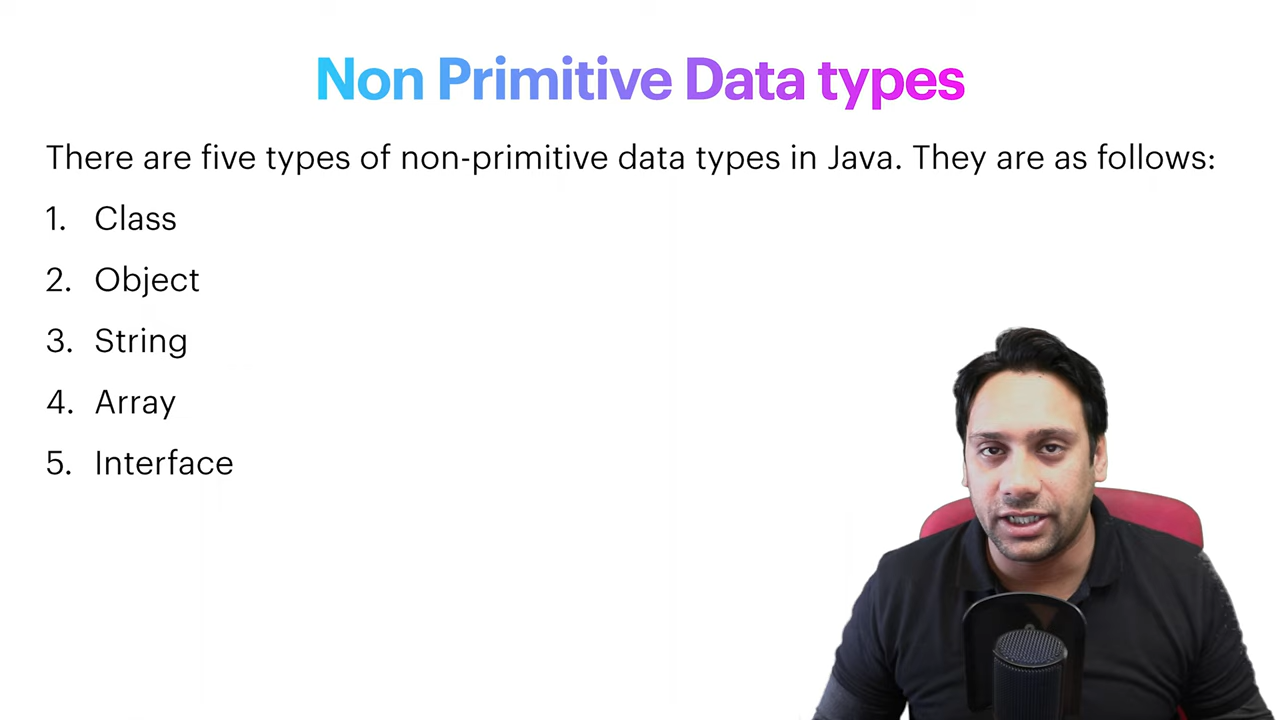 Non Primitive Data types
There are five types of non-primitive data types in Java. They are as follows:
1. Class
2. Object
3. String
4. Array
5. Interface